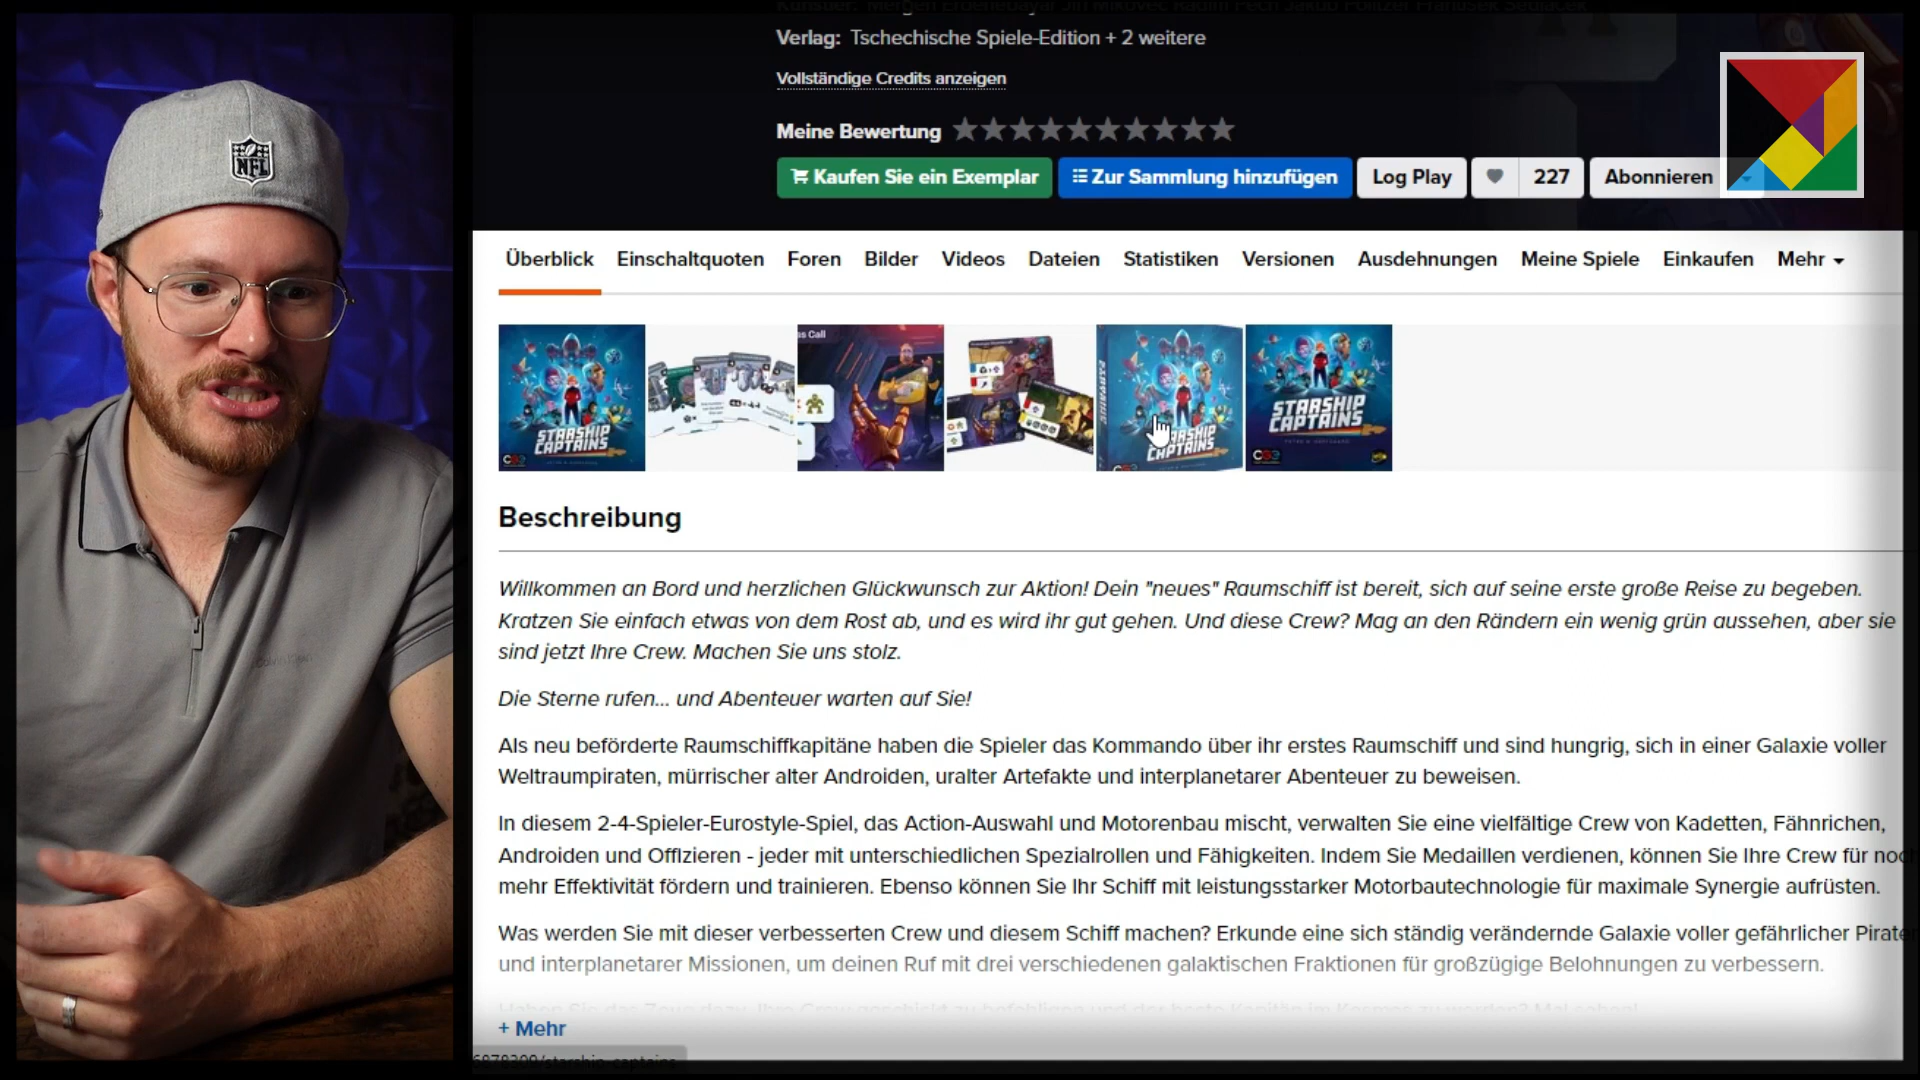 Verlag: Tschechische Spiele-Edition + 2 weitere
Vollständige Credits anzeigen
Meine Bewertung
Kaufen Sie ein Exemplar
Zur Sammlung hinzufügen
Log Play
227
Abonnieren
NFL
Überblick
Einschaltquoten
Foren
Bilder
Videos
Dateien
Statistiken
Versionen
Ausdehnungen
Meine Spiele
Einkaufen
Mehr
STARSHIP CAPTAINS
CGE
Call
STARSHIP CAPTAINS
STARSHIP CAPTAINS
CGE
Beschreibung
Willkommen an Bord und herzlichen Glückwunsch zur Aktion! Dein "neues" Raumschiff ist bereit, sich auf seine erste große Reise zu begeben.
Kratzen Sie einfach etwas von dem Rost ab, und es wird ihr gut gehen. Und diese Crew? Mag an den Rändern ein wenig grün aussehen, aber sie
sind jetzt Ihre Crew. Machen Sie uns stolz.
Die Sterne rufen... und Abenteuer warten auf Sie!
Als neu beförderte Raumschiffkapitäne haben die Spieler das Kommando über ihr erstes Raumschiff und sind hungrig, sich in einer Galaxie voller
Weltraumpiraten, mürrischer alter Androiden, uralter Artefakte und interplanetarer Abenteuer zu beweisen.
In diesem 2-4-Spieler-Eurostyle-Spiel, das Action-Auswahl und Motorenbau mischt, verwalten Sie eine vielfältige Crew von Kadetten, Fähnrichen,
Androiden und Offizieren - jeder mit unterschiedlichen Spezialrollen und Fähigkeiten. Indem Sie Medaillen verdienen, können Sie Ihre Crew für noch
mehr Effektivität fördern und trainieren. Ebenso können Sie Ihr Schiff mit leistungsstarker Motorbautechnologie für maximale Synergie aufrüsten.
Was werden Sie mit dieser verbesserten Crew und diesem Schiff machen? Erkunde eine sich ständig verändernde Galaxie voller gefährlicher Piraten
und interplanetarer Missionen, um deinen Ruf mit drei verschiedenen galaktischen Fraktionen für großzügige Belohnungen zu verbessern.
+ Mehr